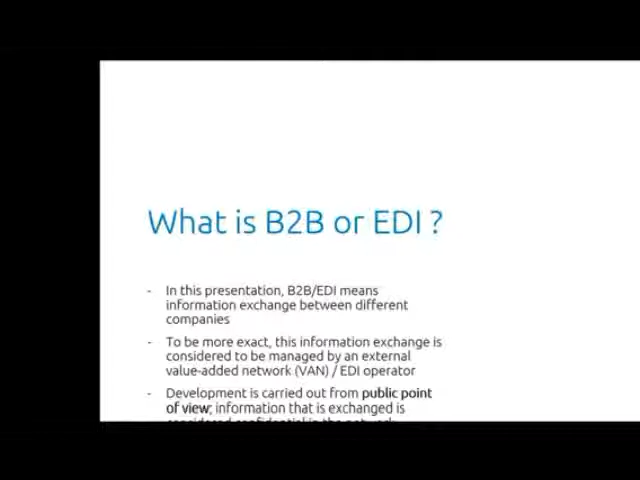 What is B2B or EDI ?
- In this presentation, B2B/EDI means
information exchange between different
companies
- To be more exact, this information exchange is
considered to be managed by an external
value-added network (VAN) / EDI operator
- Development is carried out from public point
of view; information that is exchanged is